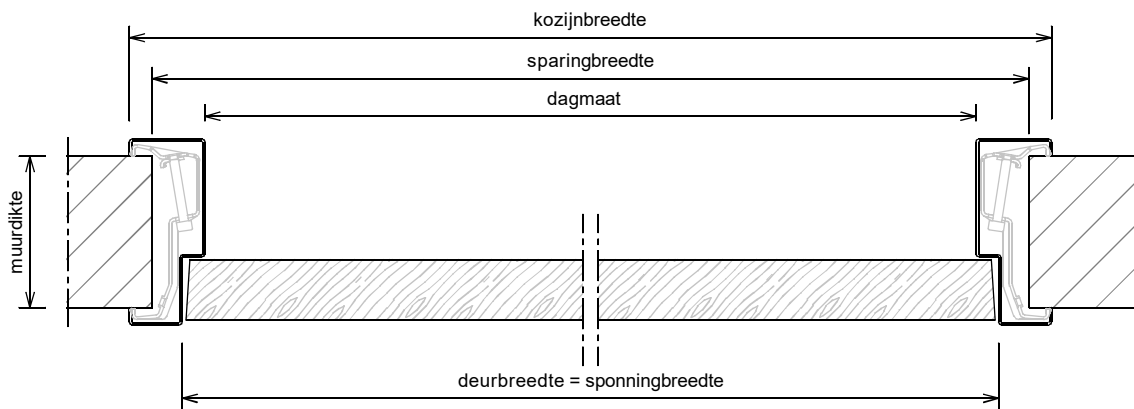 kozijnbreedte
sparingbreedte
dagmaat
muurdikte
deurbreedte = sponningbreedte